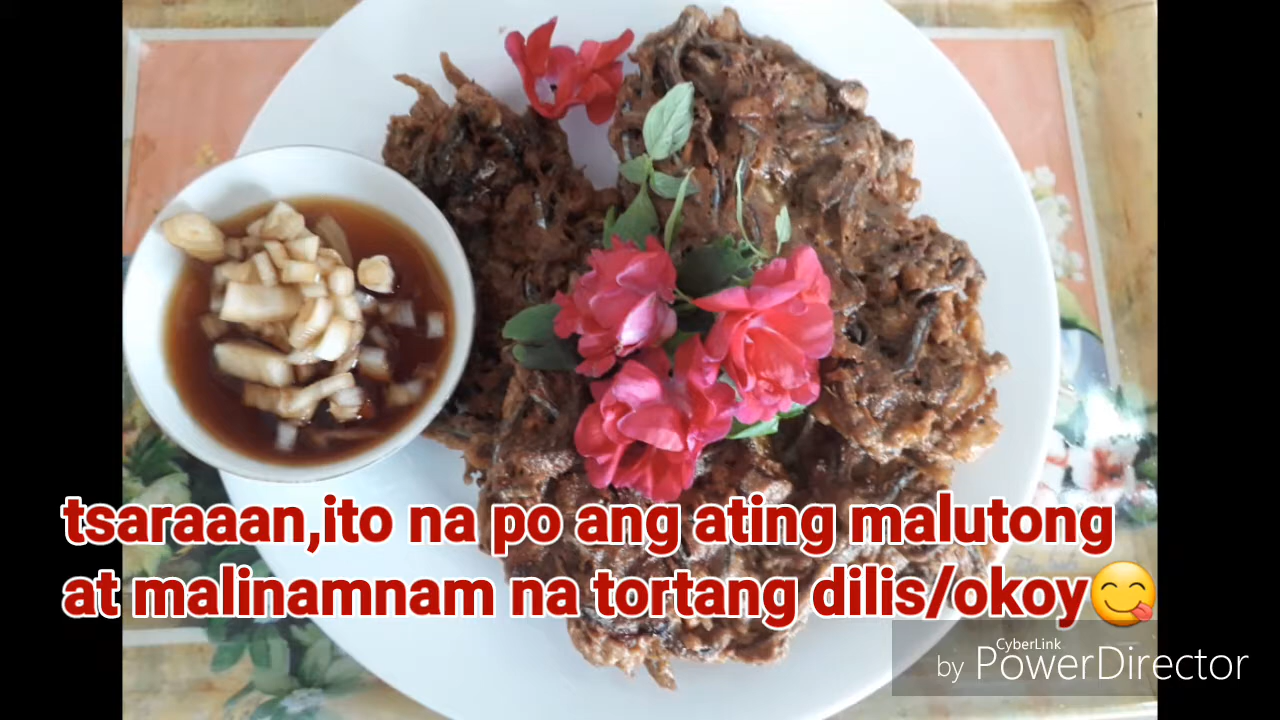 tsaraaan,ito na po ang ating malutong
at malinamnam na tortang dilis/okoy😋
CyberLink
by PowerDirector